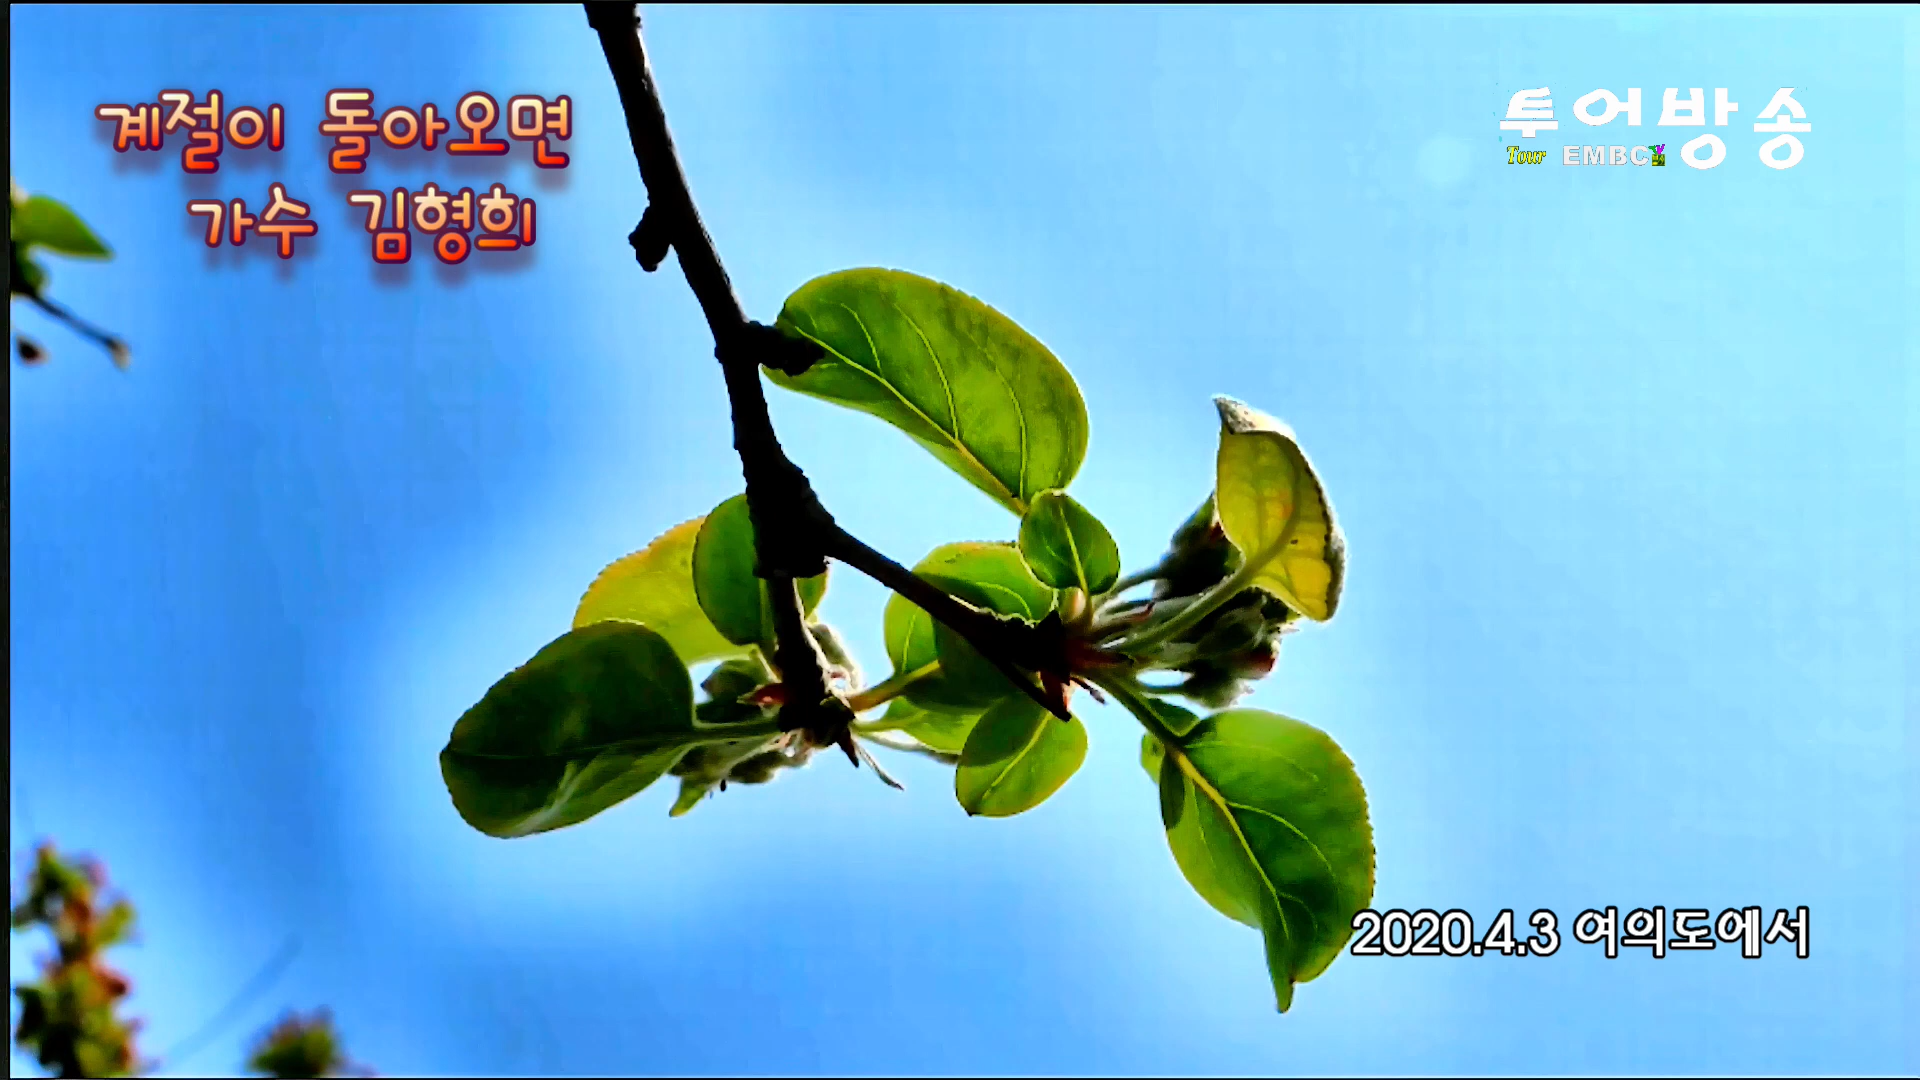 계절이 돌아오면
가수 김형희
투어방송
Tour EMBC TV
2020.4.3 여의도에서